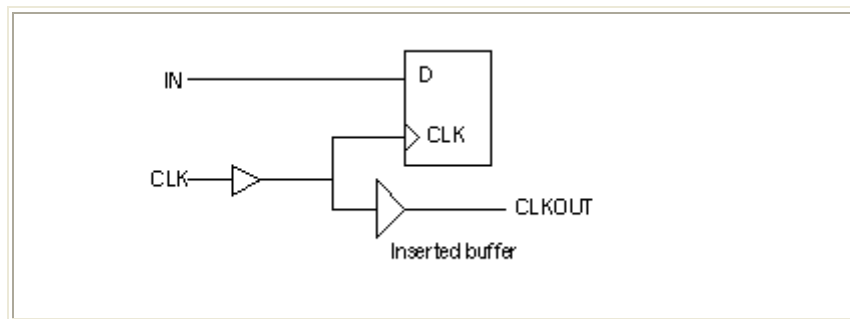 IN
D
CLK
CLK
CLKOUT
Inserted buffer